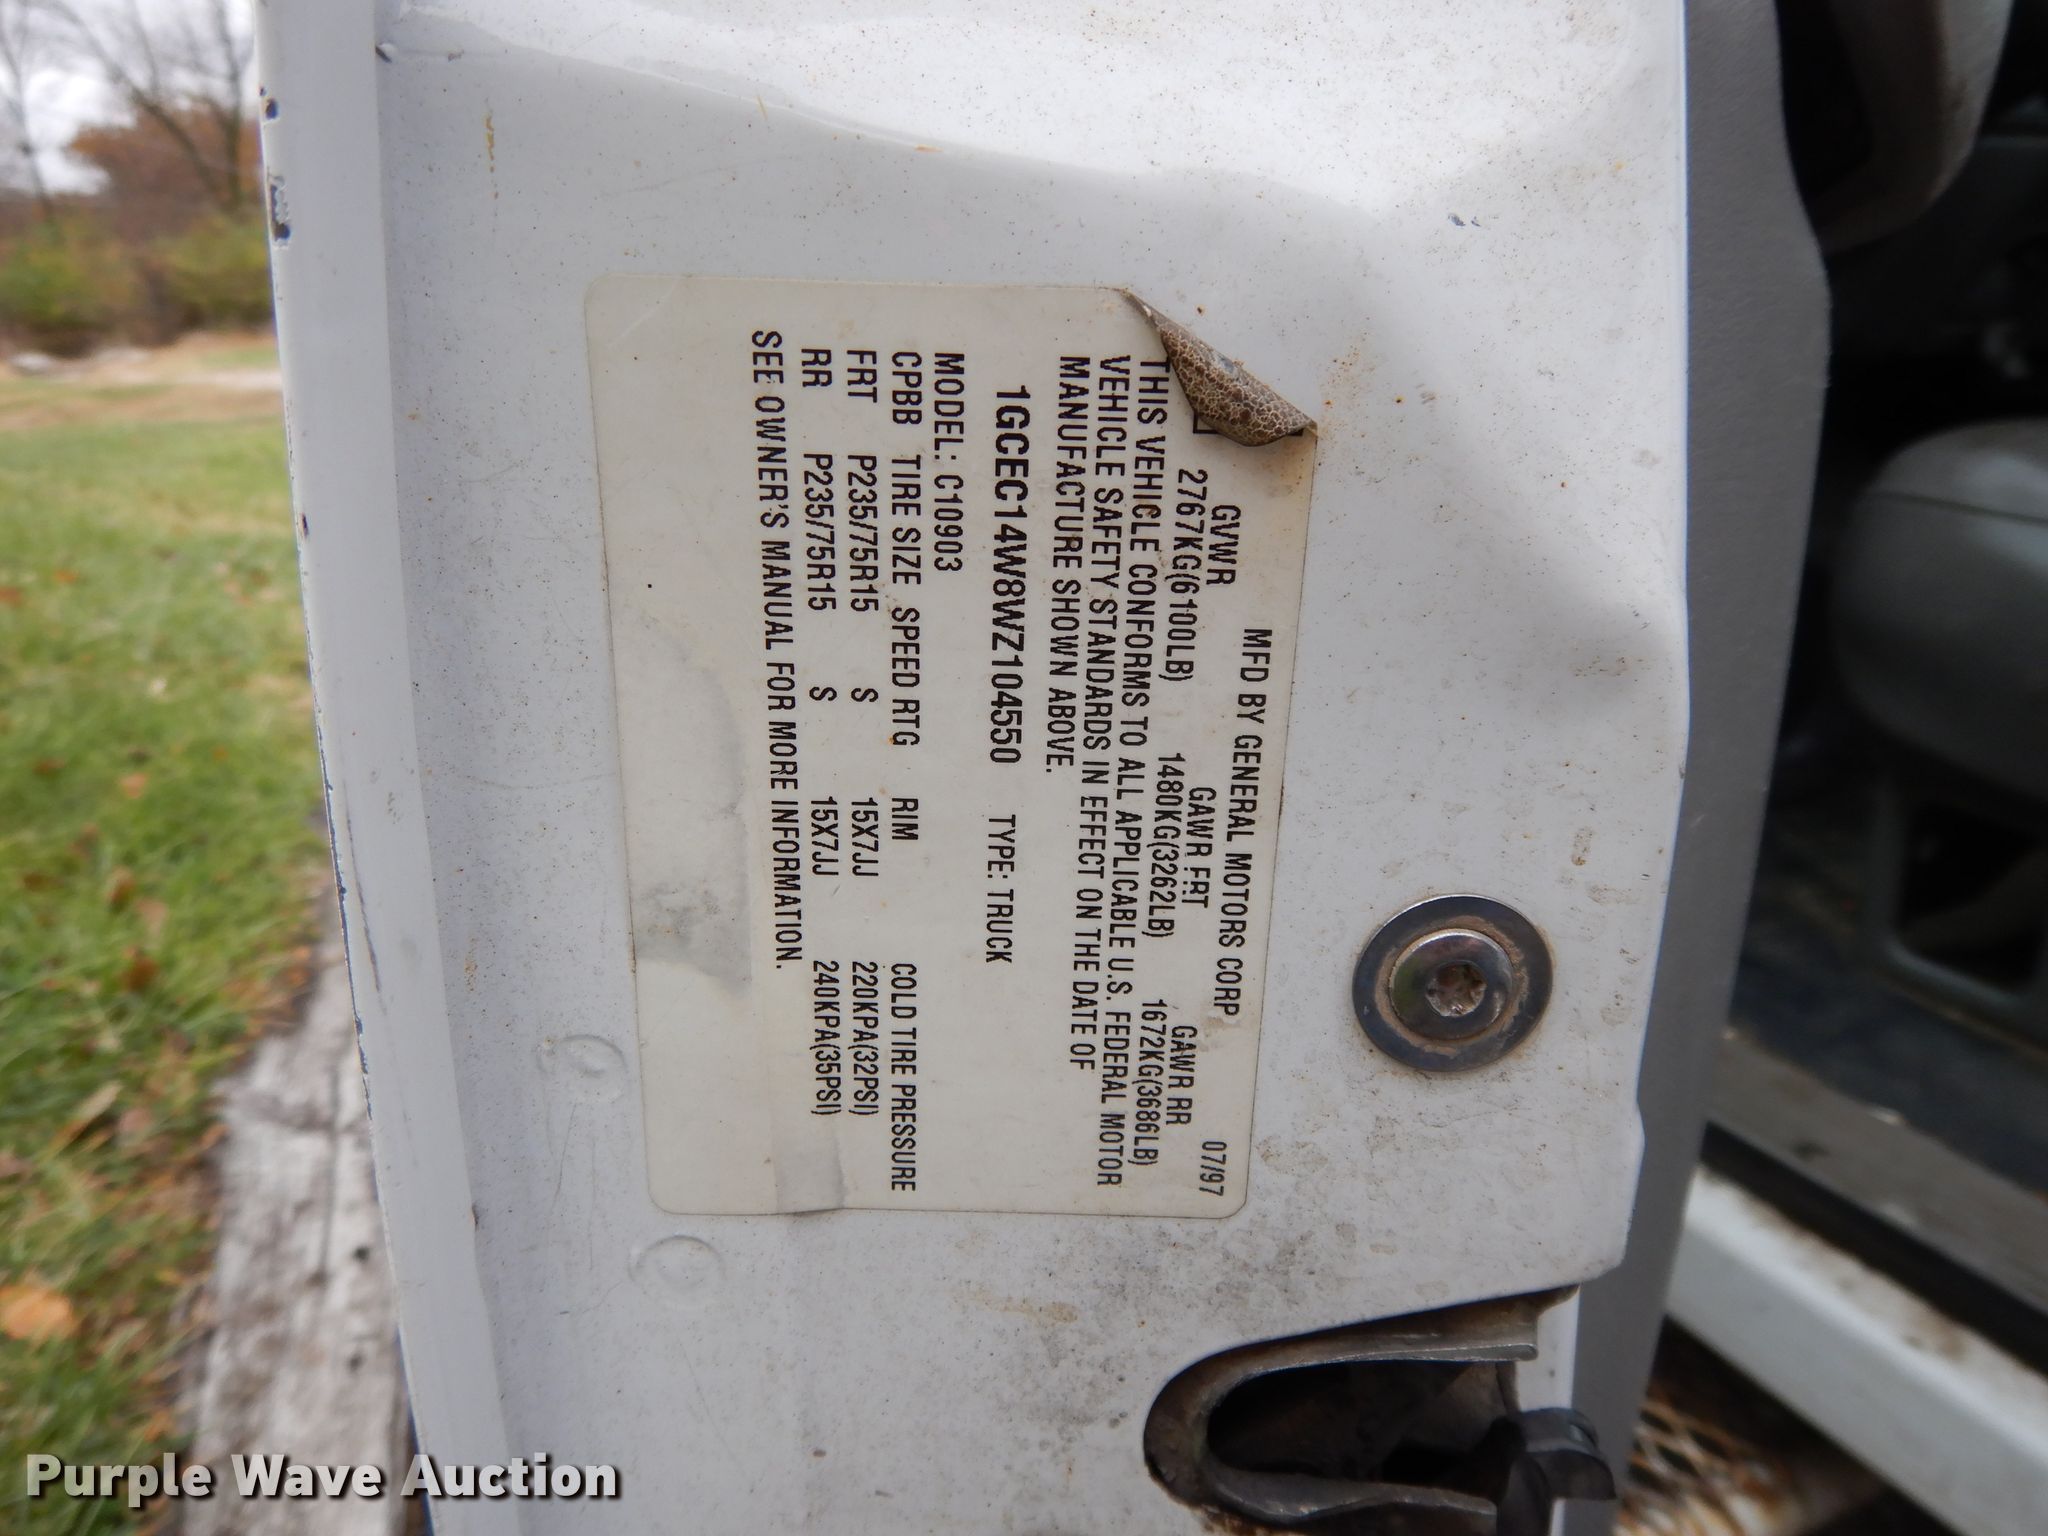 MFD BY GENERAL MOTORS CORP
07/97
GVWR GAWR FRT GAWR RR
2767KG(6100LB) 1480KG(3262LB) 1672KG(3686LB)
THIS VEHICLE CONFORMS TO ALL APPLICABLE U.S. FEDERAL MOTOR
VEHICLE SAFETY STANDARDS IN EFFECT ON THE DATE OF
MANUFACTURE SHOWN ABOVE.
1GCEC14W8WZ104550 TYPE: TRUCK
MODEL: C10903
CPBB TIRE SIZE SPEED RTG RIM COLD TIRE PRESSURE
FRT P235/75R15 S 15X7JJ 220KPA(32PSI)
RR P235/75R15 S 15X7JJ 240KPA(35PSI)
SEE OWNER'S MANUAL FOR MORE INFORMATION.
Purple Wave Auction